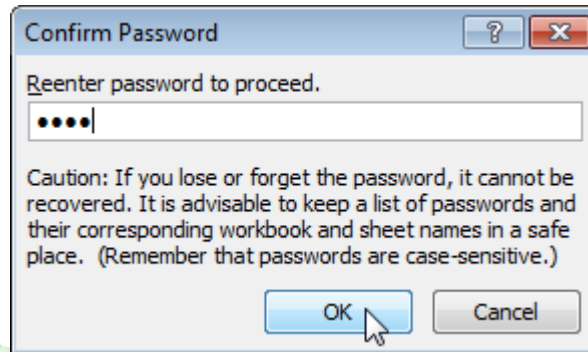 Confirm Password
Reenter password to proceed.
••••
Caution: If you lose or forget the password, it cannot be
recovered. It is advisable to keep a list of passwords and
their corresponding workbook and sheet names in a safe
place.  (Remember that passwords are case-sensitive.)
OK
Cancel